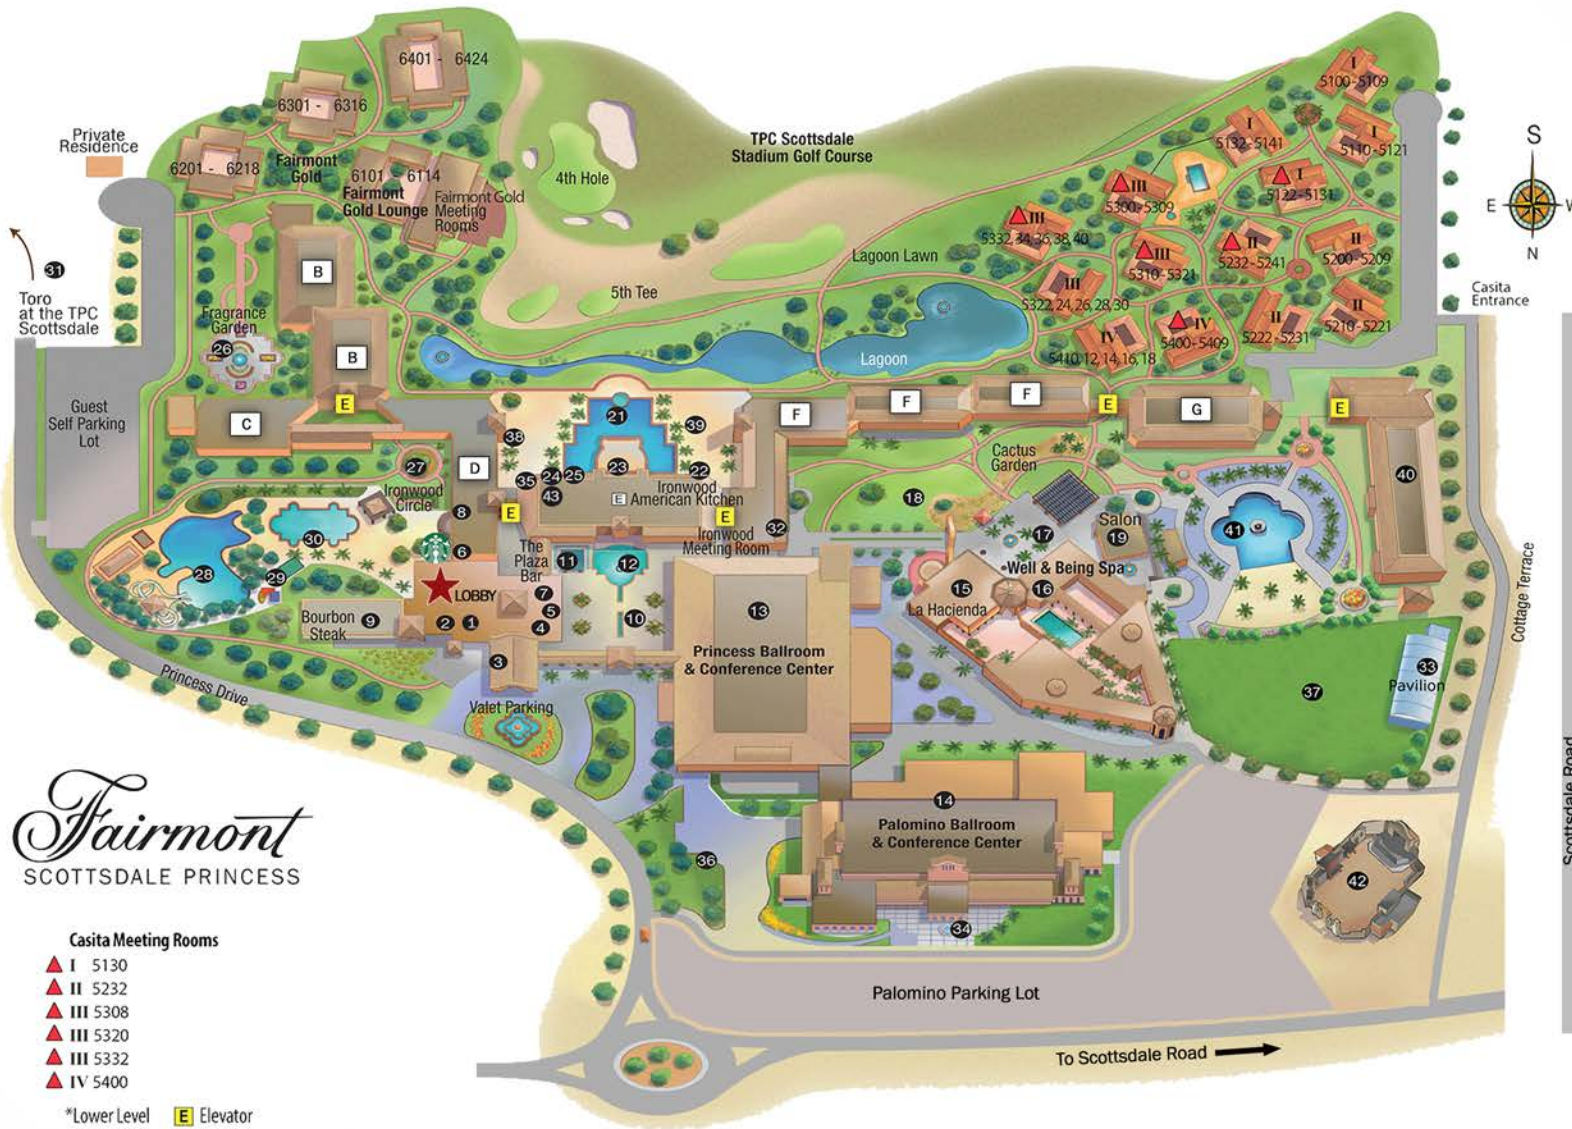 6401 - 6424
6301 - 6316
6201 - 6218
Fairmont
Gold
6101 - 6114
Fairmont
Gold Lounge
Fairmont Gold
Meeting
Rooms
Private
Residence
31
Toro
at the TPC
Scottsdale
4th Hole
5th Tee
TPC Scottsdale
Stadium Golf Course
Lagoon Lawn
Lagoon
I
5100-5109
I
5132-5141
I
5110-5121
I
5122-5131
III
5300-5309
III
5332, 34, 36, 38, 40
III
5310-5321
II
5232-5241
II
5200-5209
III
5322, 24, 26, 28, 30
IV
5410, 12, 14, 16, 18
IV
5400-5409
II
5222-5231
II
5210-5221
S
E
W
N
Casita
Entrance
Fragrance
Garden
26
B
B
E
C
D
Guest
Self Parking
Lot
27
Ironwood
Circle
38
21
39
35
24
25
23
22
43
E
Ironwood
American Kitchen
E
E
Ironwood
Meeting Room
32
F
F
F
E
G
E
40
Cactus
Garden
18
17
Salon
19
41
Well & Being Spa
15
La Hacienda
16
8
6
The
Plaza
Bar
11
12
30
28
29
LOBBY
7
5
4
10
2
1
Bourbon
Steak
9
3
13
Princess Ballroom
& Conference Center
Valet Parking
Princess Drive
37
33
Pavilion
Cottage Terrace
Scottsdale Road
14
Palomino Ballroom
& Conference Center
36
34
42
Palomino Parking Lot
To Scottsdale Road
Fairmont
SCOTTSDALE PRINCESS
Casita Meeting Rooms
I 5130
II 5232
III 5308
III 5320
III 5332
IV 5400
*Lower Level
E Elevator